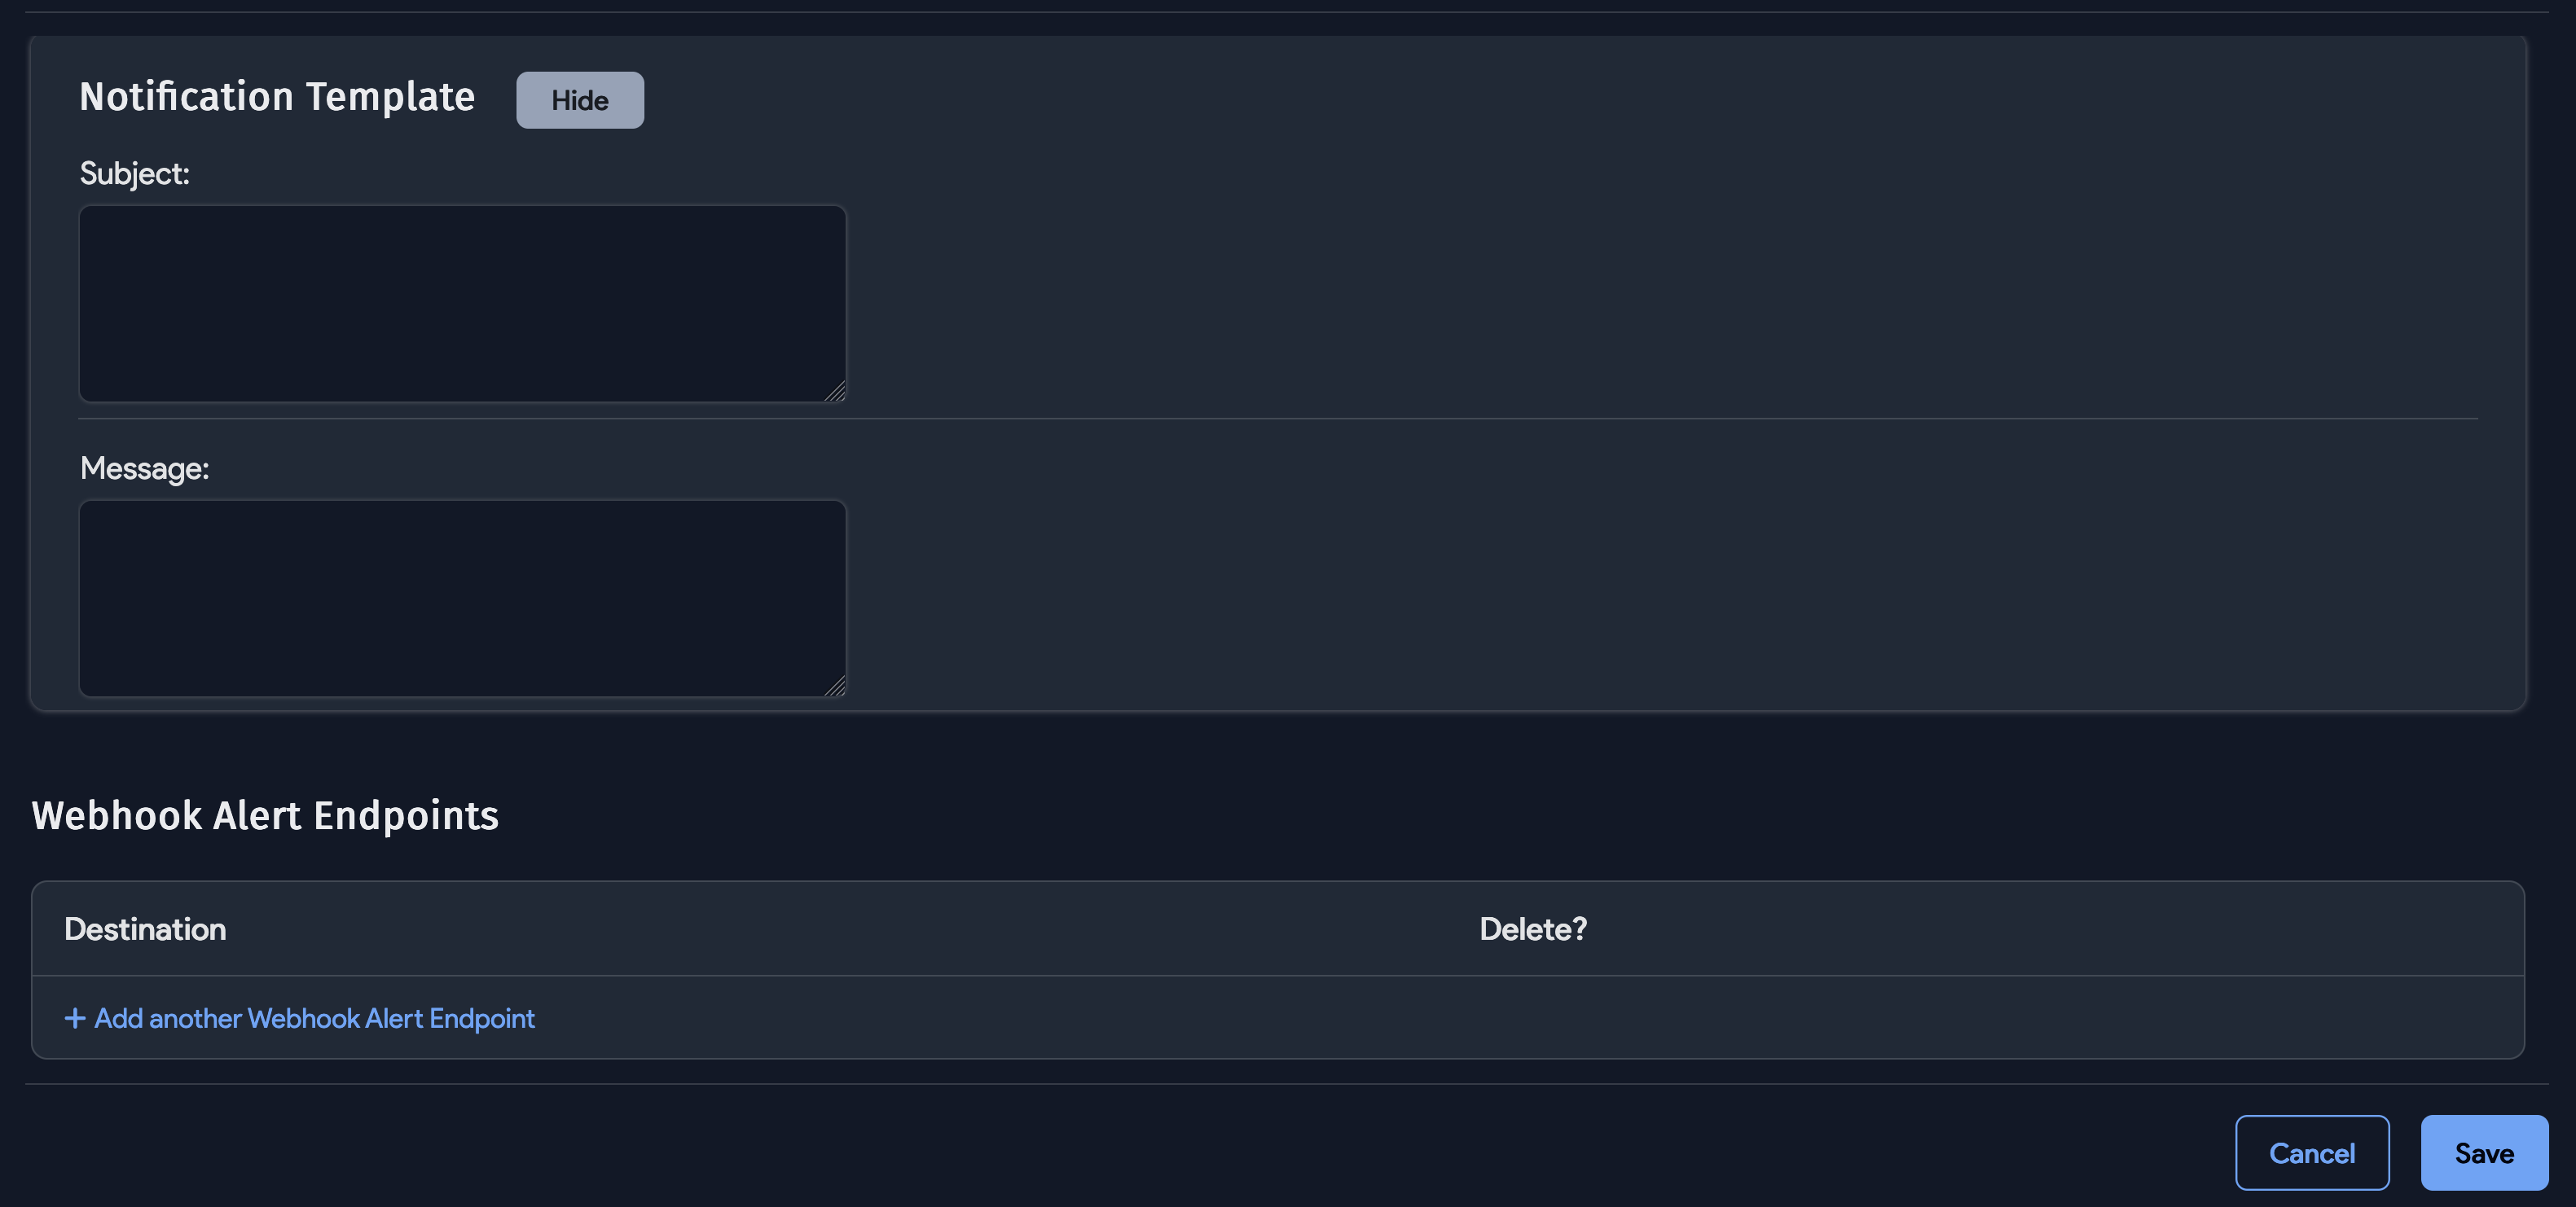 Notification Template Hide
Subject:
Message:
Webhook Alert Endpoints
Destination Delete?
+ Add another Webhook Alert Endpoint
Cancel Save